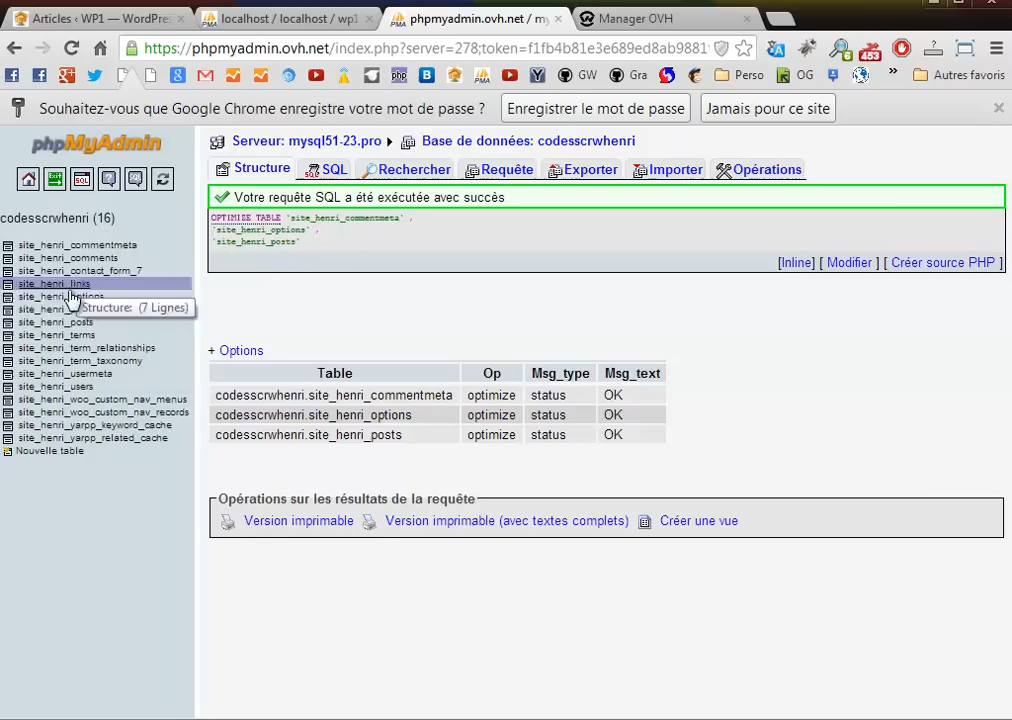 Articles ‹ WP1 — WordPre
localhost / localhost / wp1
phpmyadmin.ovh.net / my
Manager OVH
https://phpmyadmin.ovh.net/index.php?server=278;token=f1fb4b81e3e689ed8ab9881
453
GW
Gra
Perso
OG
»
Autres favoris
Souhaitez-vous que Google Chrome enregistre votre mot de passe ?
Enregistrer le mot de passe
Jamais pour ce site
phpMyAdmin
codesscrwhenri (16)
site_henri_commentmeta
site_henri_comments
site_henri_contact_form_7
site_henri_links
site_henri_options
site_henri_
Structure: (7 Lignes)
site_henri_posts
site_henri_terms
site_henri_term_relationships
site_henri_term_taxonomy
site_henri_usermeta
site_henri_users
site_henri_woo_custom_nav_menus
site_henri_woo_custom_nav_records
site_henri_yarpp_keyword_cache
site_henri_yarpp_related_cache
Nouvelle table
Serveur: mysql51-23.pro
Base de données: codesscrwhenri
Structure
SQL
Rechercher
Requête
Exporter
Importer
Opérations
Votre requête SQL a été exécutée avec succès
OPTIMIZE TABLE `site_henri_commentmeta` ,
`site_henri_options` ,
`site_henri_posts`
[Inline] [ Modifier ] [ Créer source PHP ]
+ Options
Table Op Msg_type Msg_text
codesscrwhenri.site_henri_commentmeta optimize status OK
codesscrwhenri.site_henri_options optimize status OK
codesscrwhenri.site_henri_posts optimize status OK
Opérations sur les résultats de la requête
Version imprimable
Version imprimable (avec textes complets)
Créer une vue